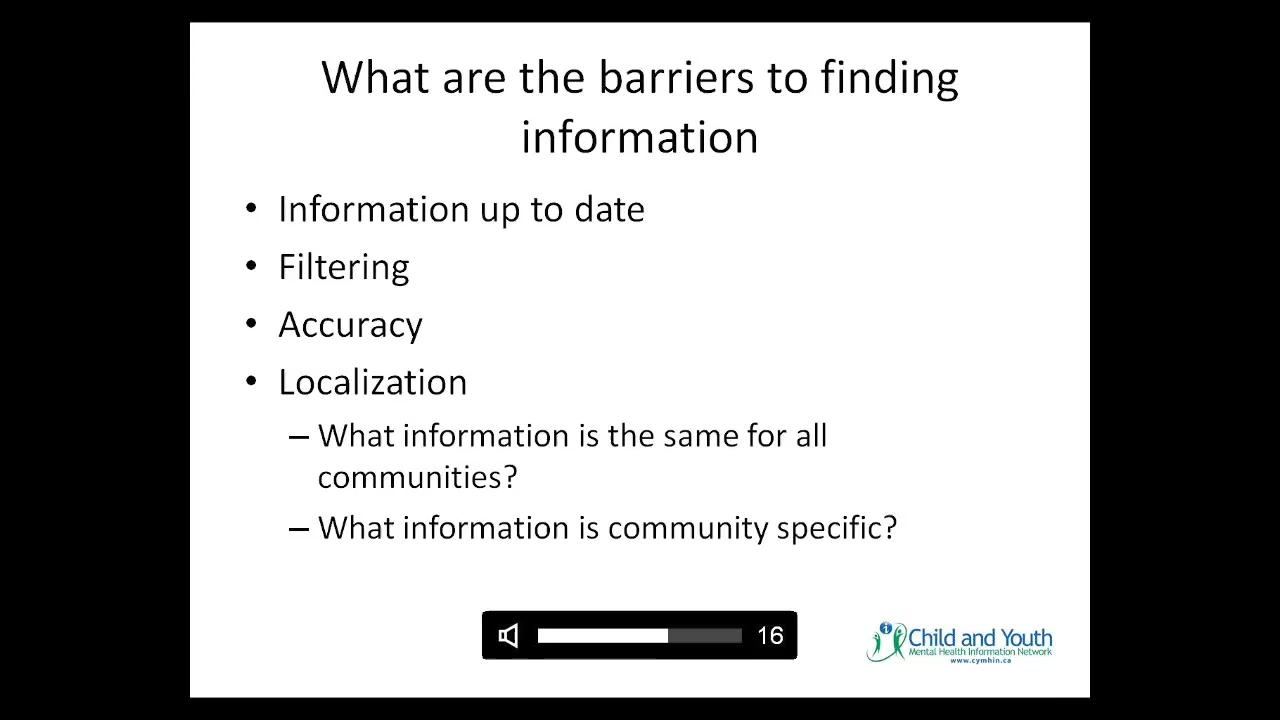 What are the barriers to finding
information
• Information up to date
• Filtering
• Accuracy
• Localization
– What information is the same for all
communities?
– What information is community specific?
16
i
Child and Youth
Mental Health Information Network
www.cymhin.ca